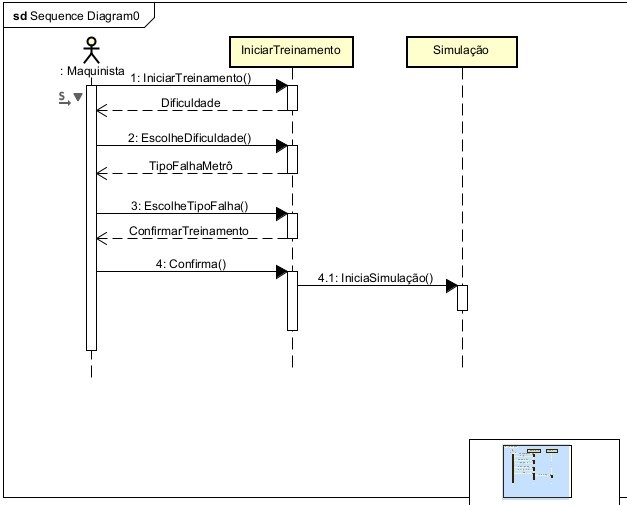 sd Sequence Diagram0
: Maquinista
IniciarTreinamento
Simulação
1: IniciarTreinamento()
S
Dificuldade
2: EscolheDificuldade()
TipoFalhaMetrô
3: EscolheTipoFalha()
ConfirmarTreinamento
4: Confirma()
4.1: IniciaSimulação()